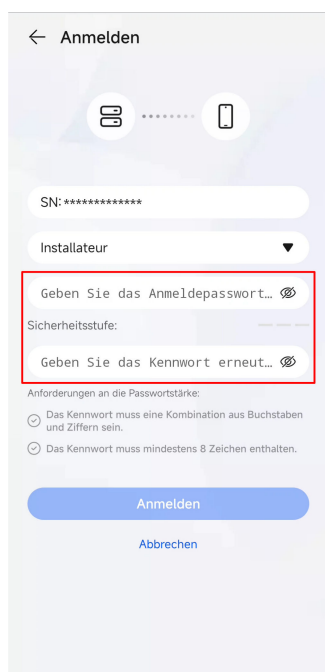 Anmelden
SN:*************
Installateur
Geben Sie das Anmeldepasswort…
Sicherheitsstufe:
Geben Sie das Kennwort erneut…
Anforderungen an die Passwortstärke:
Das Kennwort muss eine Kombination aus Buchstaben
und Ziffern sein.
Das Kennwort muss mindestens 8 Zeichen enthalten.
Anmelden
Abbrechen